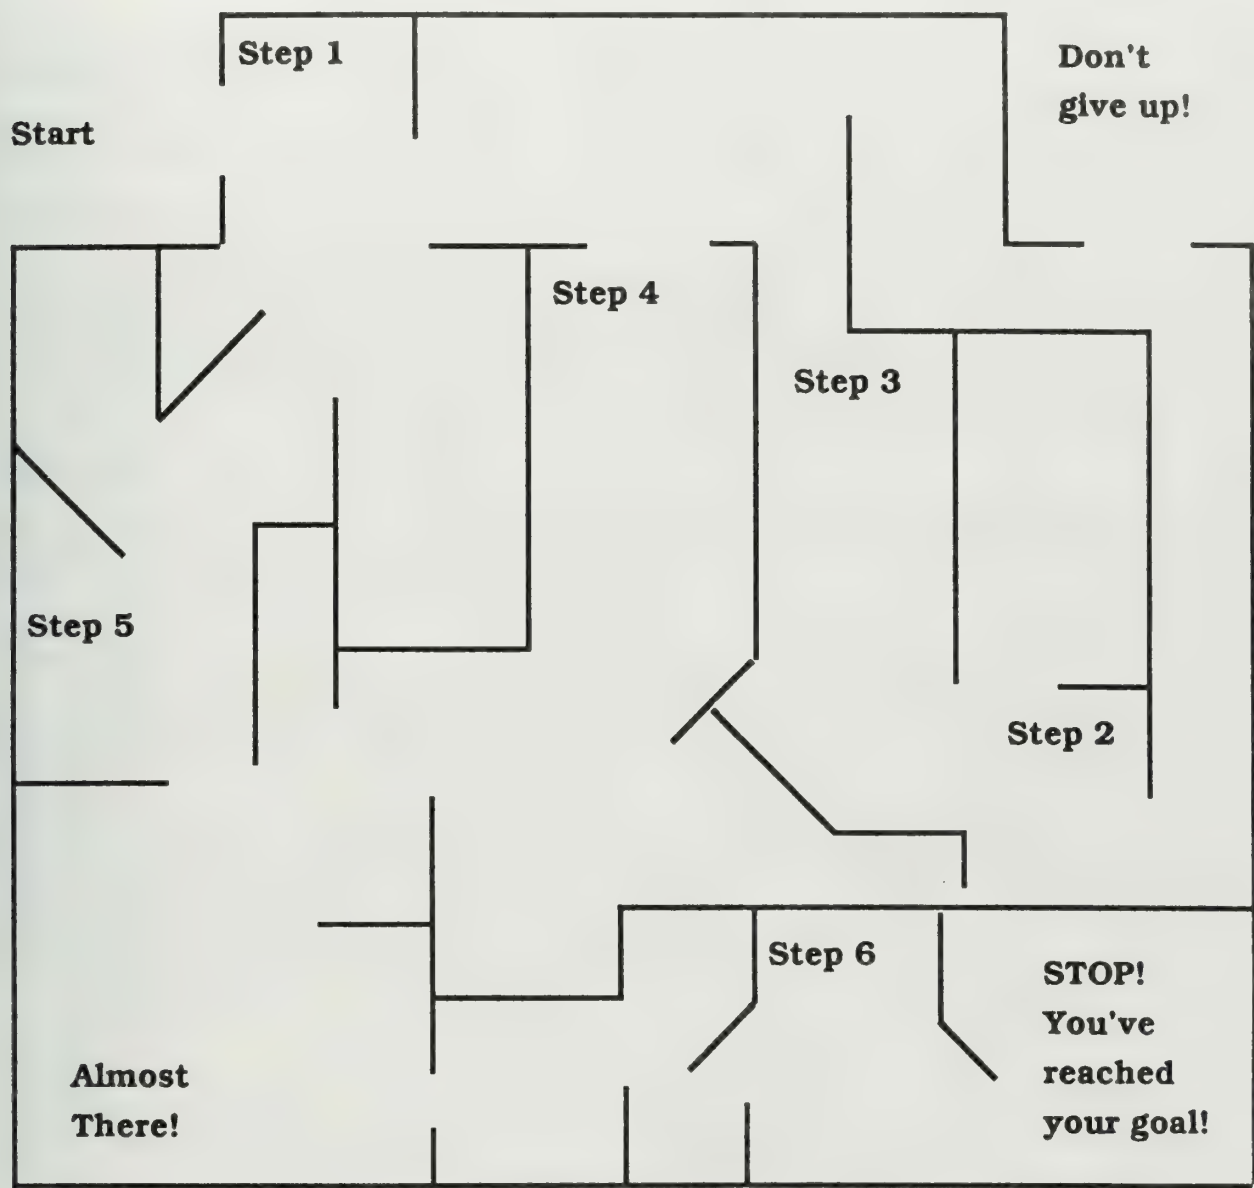 Step 1
Don't
give up!
Start
Step 4
Step 3
Step 5
Step 2
Step 6
STOP!
You've
reached
your goal!
Almost
There!